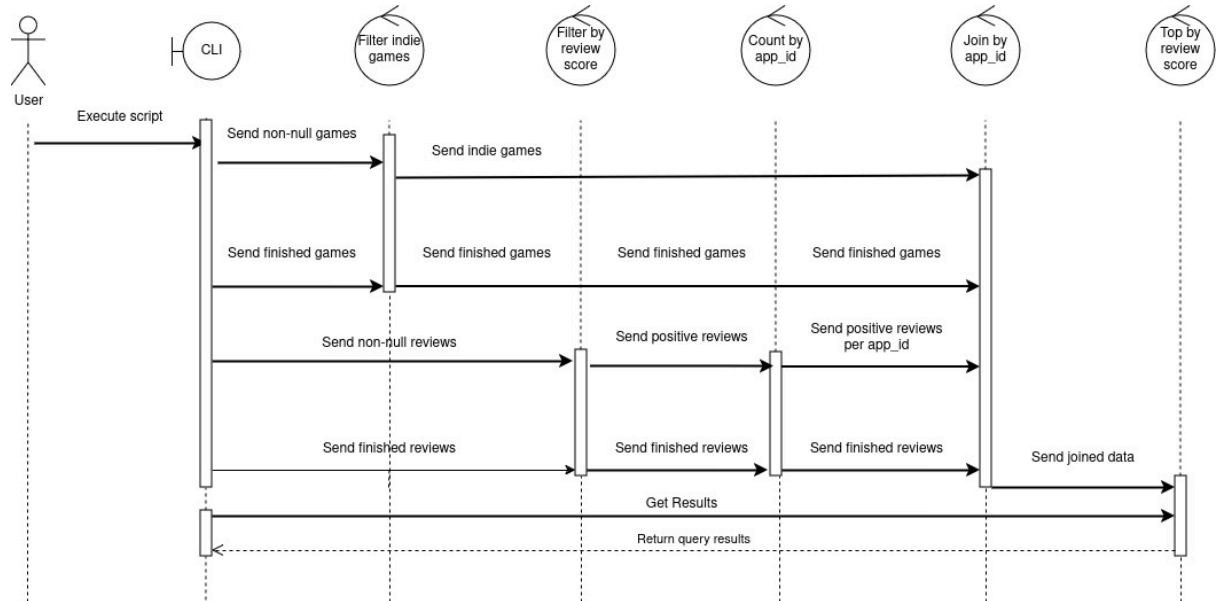 CLI
Filter indie
games
Filter by
review
score
Count by
app_id
Join by
app_id
Top by
review
score
User
Execute script
Send non-null games
Send indie games
Send finished games
Send finished games
Send finished games
Send finished games
Send non-null reviews
Send positive reviews
Send positive reviews
per app_id
Send finished reviews
Send finished reviews
Send finished reviews
Send joined data
Get Results
Return query results